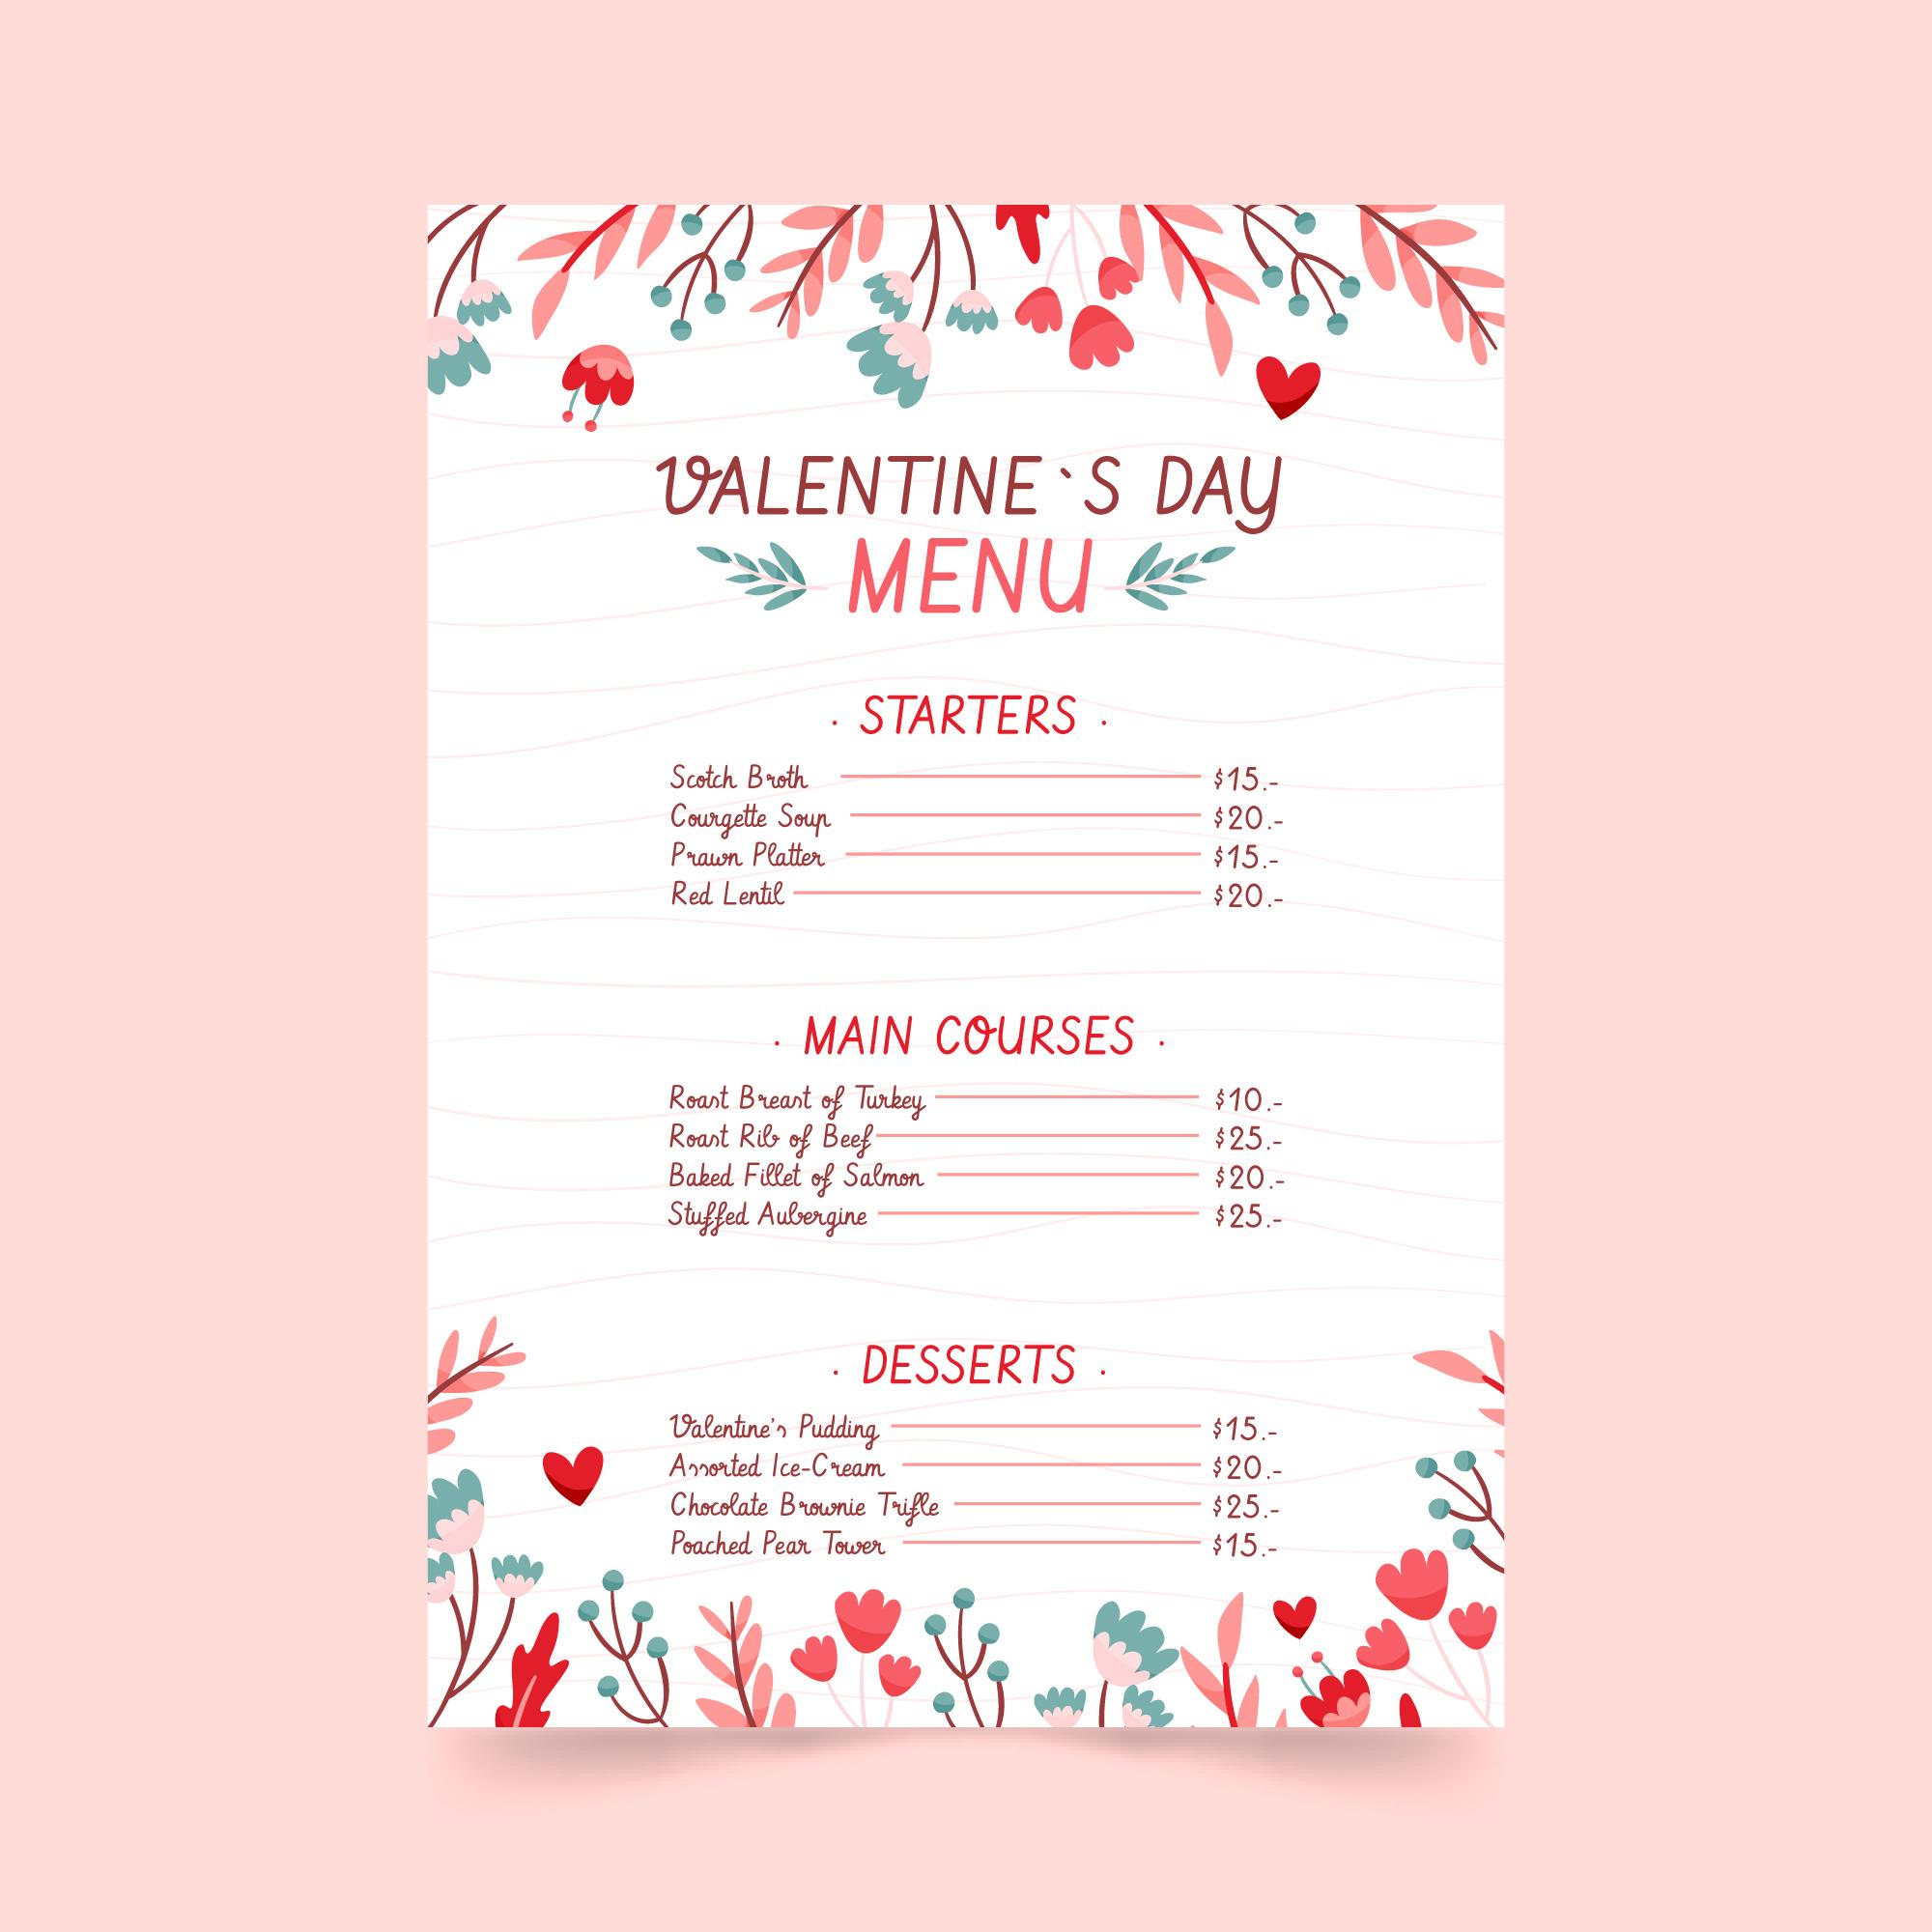 VALENTINE`S DAY
MENU
· STARTERS ·
Scotch Broth $15.-
Courgette Soup $20.-
Prawn Platter $15.-
Red Lentil $20.-
· MAIN COURSES ·
Roast Breast of Turkey $10.-
Roast Rib of Beef $25.-
Baked Fillet of Salmon $20.-
Stuffed Aubergine $25.-
· DESSERTS ·
Valentine's Pudding $15.-
Assorted Ice-Cream $20.-
Chocolate Brownie Trifle $25.-
Poached Pear Tower $15.-